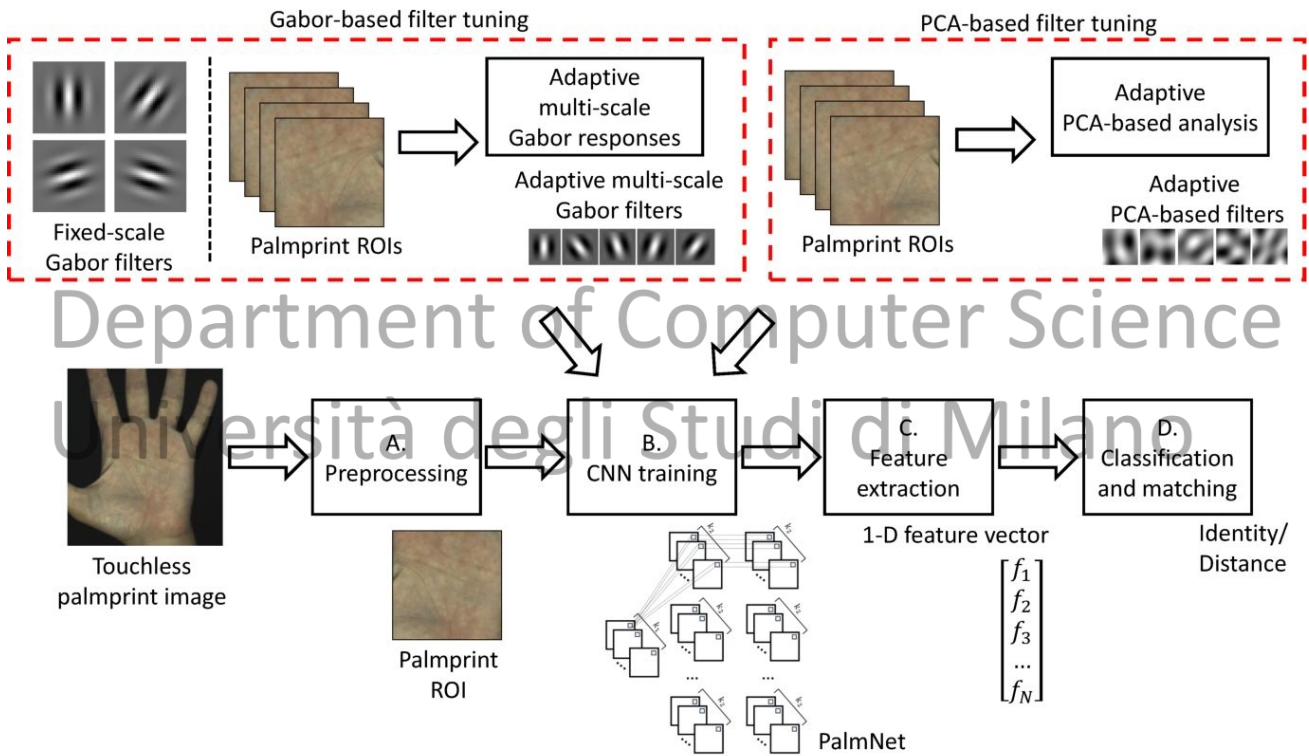 Gabor-based filter tuning
PCA-based filter tuning
Adaptive
multi-scale
Gabor responses
Adaptive multi-scale
Gabor filters
Fixed-scale
Gabor filters
Palmprint ROIs
Adaptive
PCA-based analysis
Adaptive
PCA-based filters
Palmprint ROIs
Department of Computer Science
Università degli Studi di Milano
A.
Preprocessing
B.
CNN training
C.
Feature
extraction
D.
Classification
and matching
Touchless
palmprint image
Palmprint
ROI
1-D feature vector
Identity/
Distance
f1
f2
f3
...
fN
...
...
PalmNet